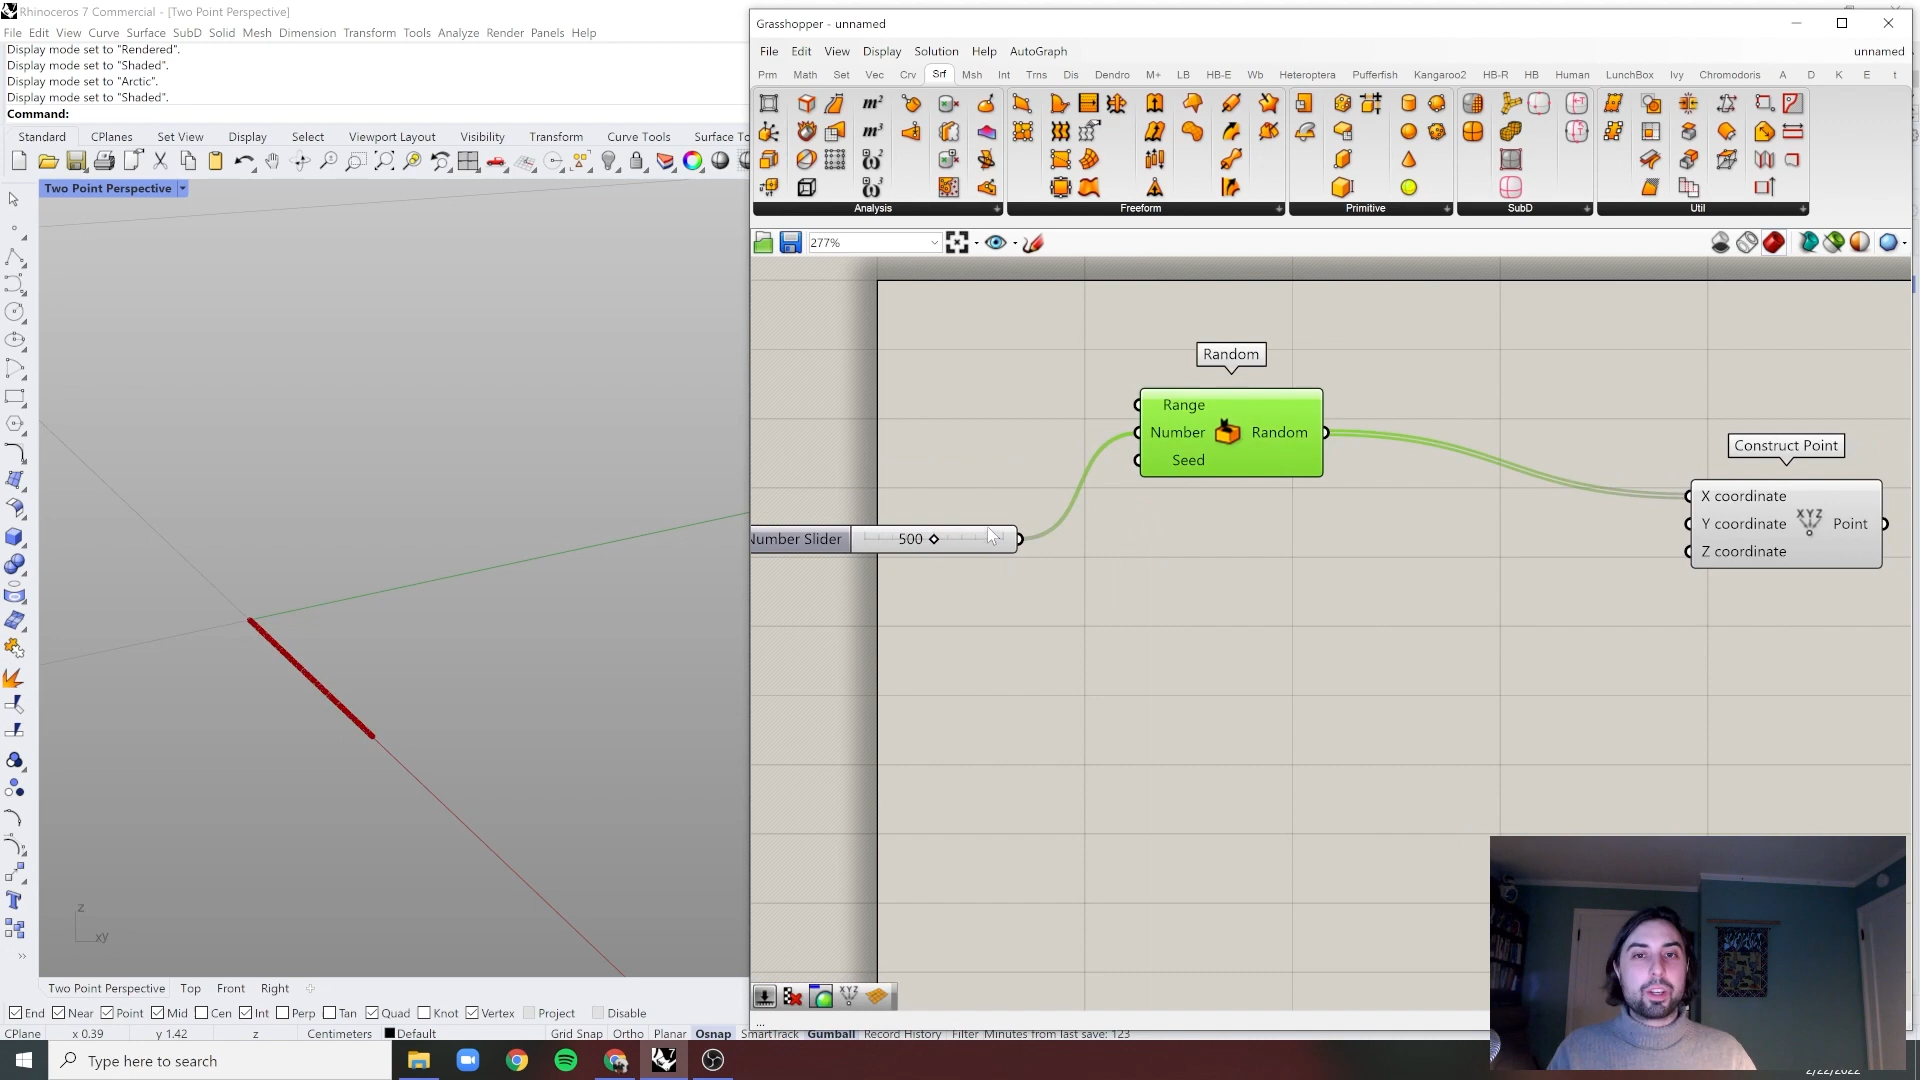 Rhinoceros 7 Commercial - [Two Point Perspective]
File Edit View Curve Surface SubD Solid Mesh Dimension Transform Tools Analyze Render Panels Help
Display mode set to "Rendered".
Display mode set to "Shaded".
Display mode set to "Arctic".
Display mode set to "Shaded".
Command:
Standard CPlanes Set View Display Select Viewport Layout Visibility Transform Curve Tools Surface To
Two Point Perspective
z
xy
Two Point Perspective Top Front Right
End Near Point Mid Cen Int Perp Tan Quad Knot Vertex Project Disable
CPlane x 0.39 y 1.42 z Centimeters Default Grid Snap Ortho Planar Osnap SmartTrack Gumball Record History Filter Minutes from last save: 123
Grasshopper - unnamed
File Edit View Display Solution Help AutoGraph unnamed
Prm Math Set Vec Crv Srf Msh Int Trns Dis Dendro M+ LB HB-E Wb Heteroptera Pufferfish Kangaroo2 HB-R HB Human LunchBox Ivy Chromodoris A D K E t
m²
m³
Analysis Freeform Primitive SubD Util
277%
Random
Range
Number Random
Seed
Number Slider 500
Construct Point
X coordinate
Y coordinate XYZ Point
Z coordinate
XYZ
...
Type here to search
2/22/2022